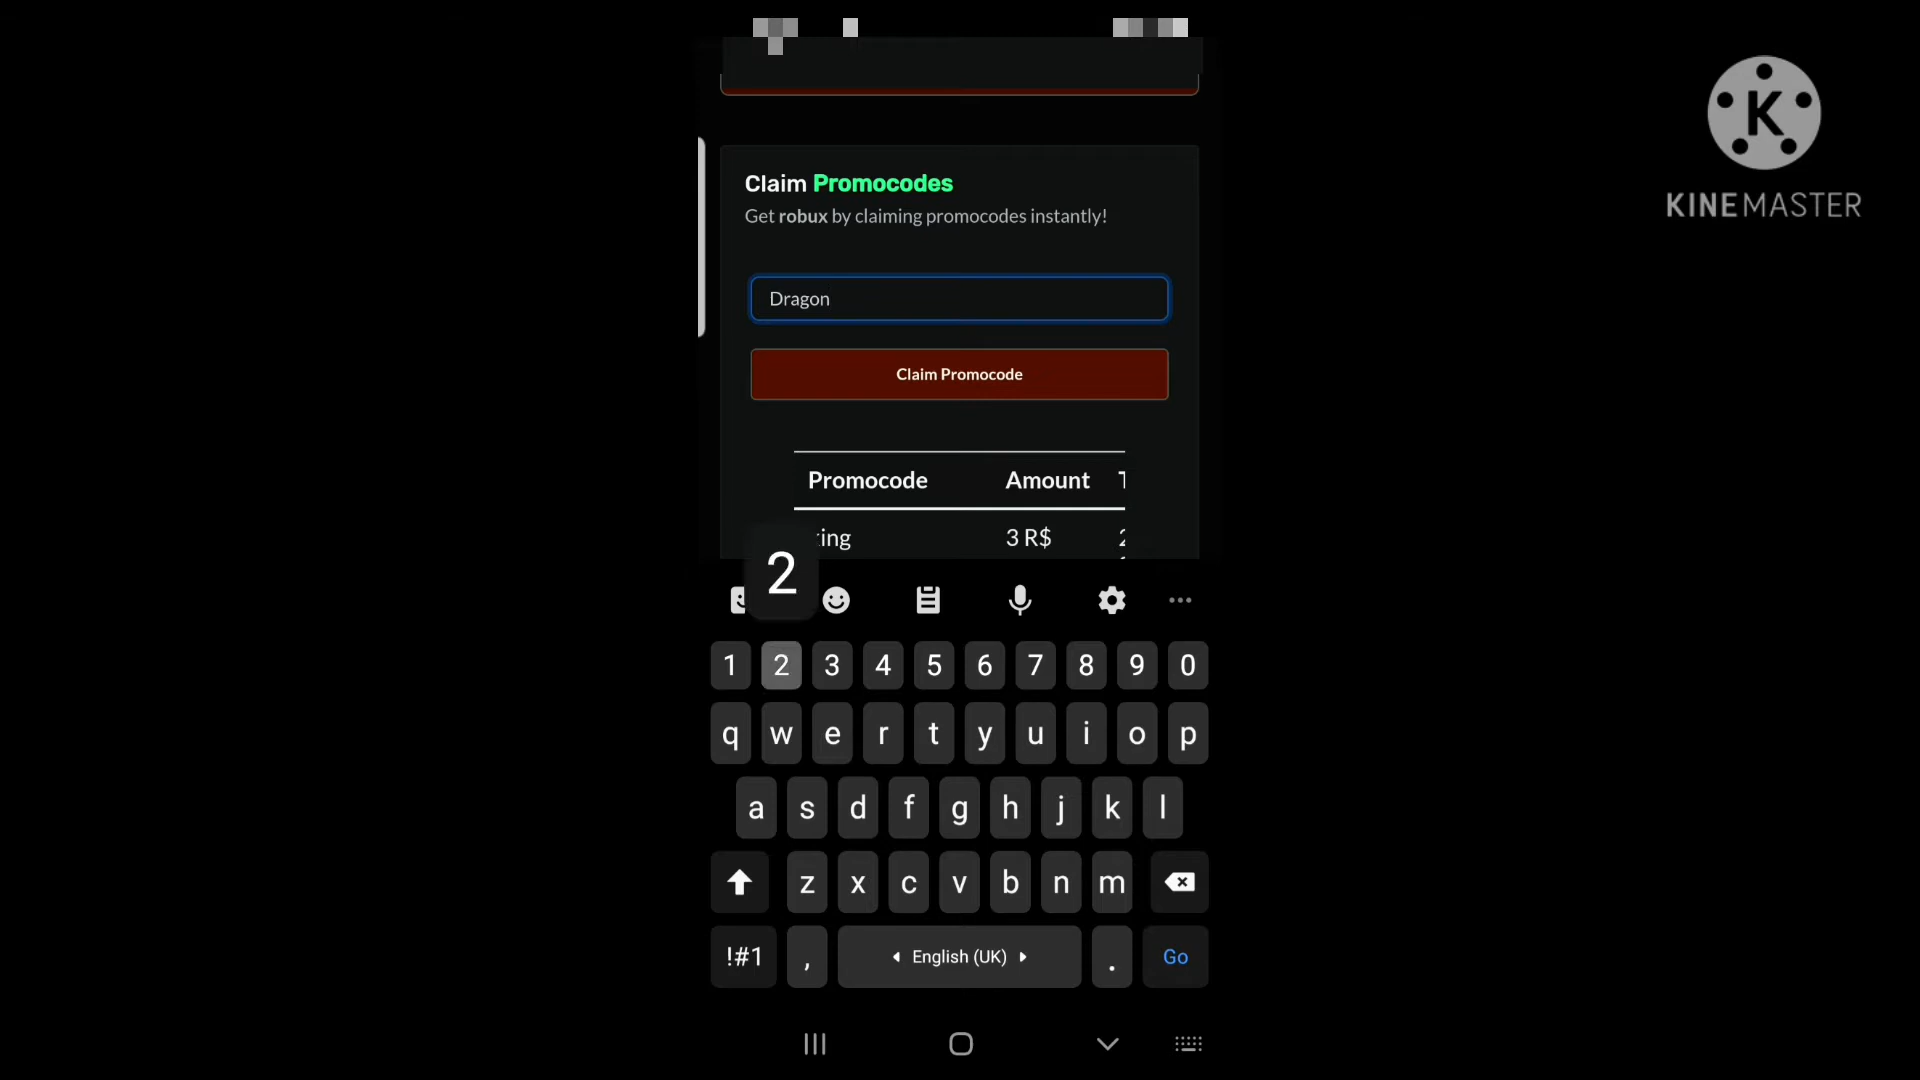 KINEMASTER
Claim Promocodes
Get robux by claiming promocodes instantly!
Dragon
Claim Promocode
Promocode Amount
3 R$
2
1 2 3 4 5 6 7 8 9 0
q w e r t y u i o p
a s d f g h j k l
z x c v b n m
!#1 , English (UK) . Go